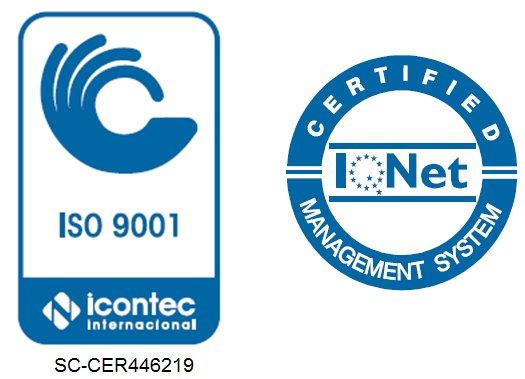 ISO 9001
icontec
internacional
SC-CER446219
CERTIFIED
IQNet
MANAGEMENT SYSTEM